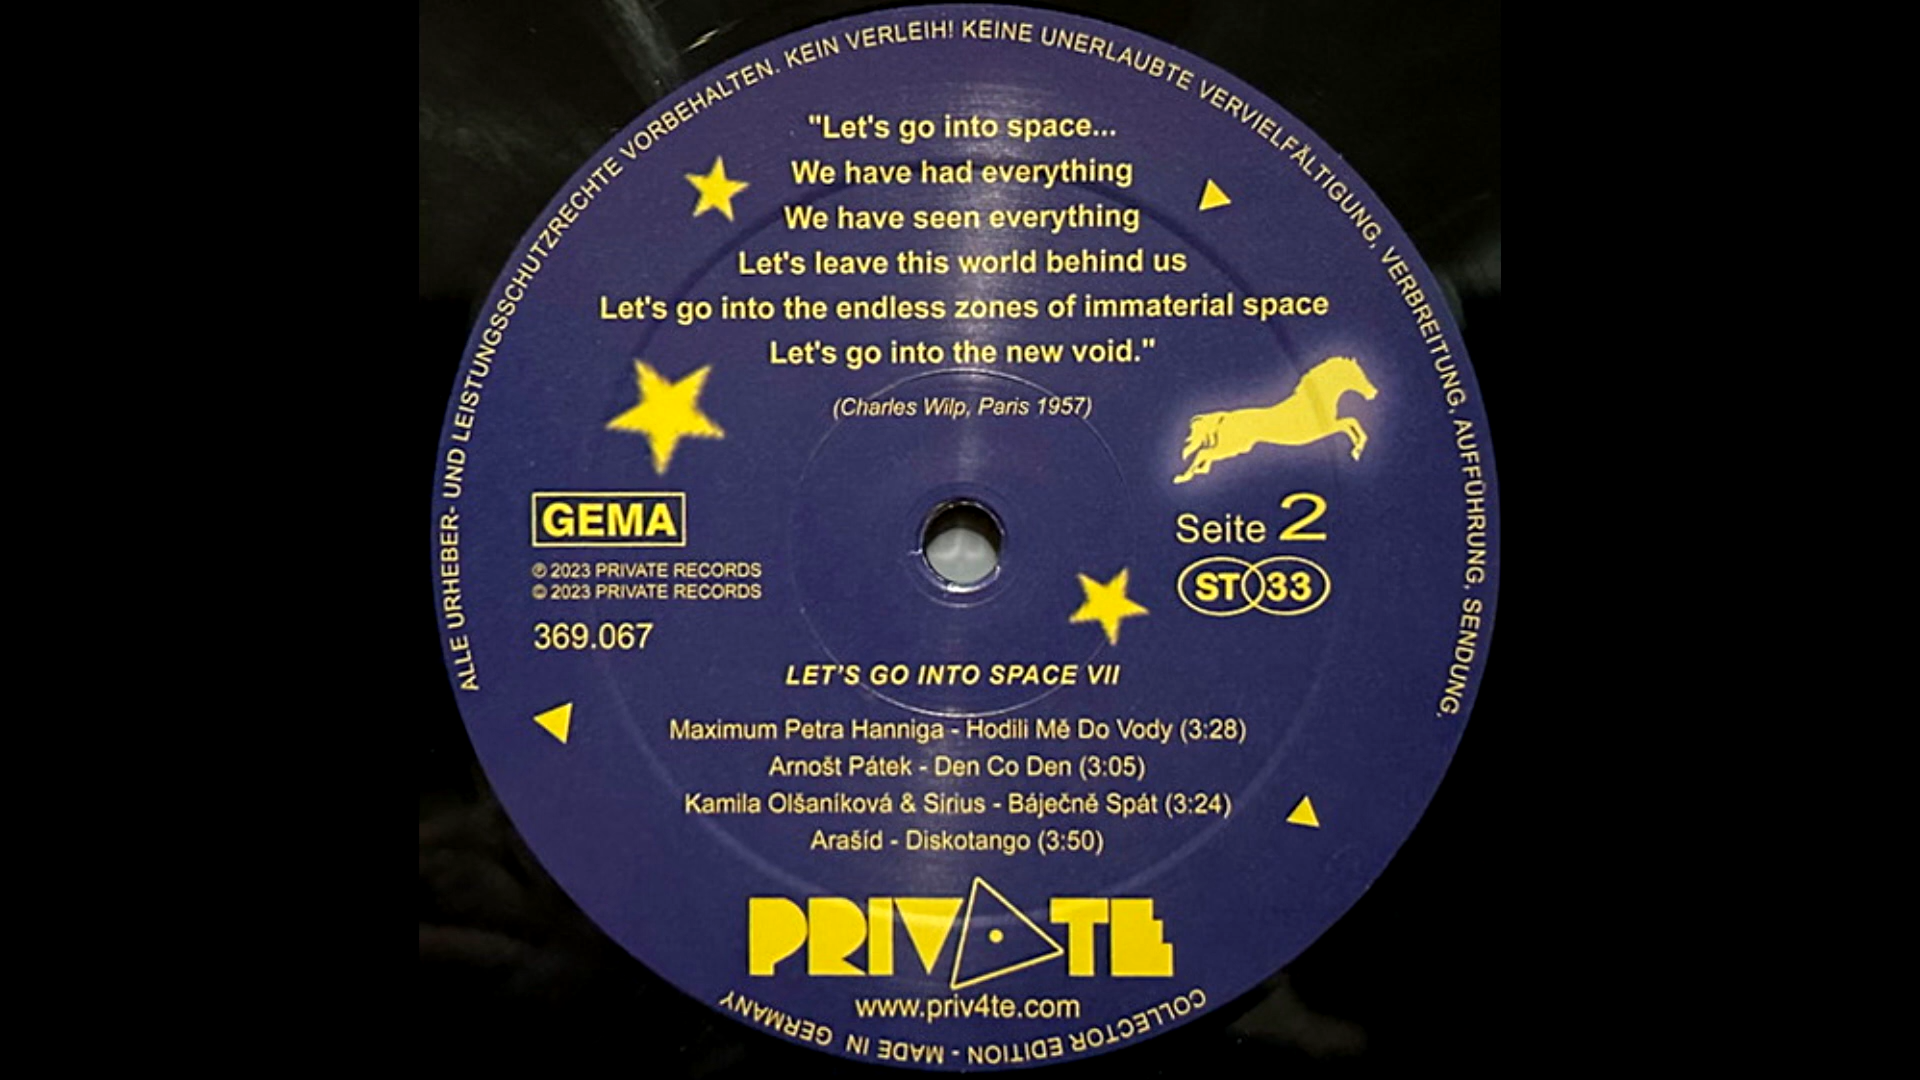 ALLE URHEBER- UND LEISTUNGSSCHUTZRECHTE VORBEHALTEN. KEIN VERLEIH! KEINE UNERLAUBTE VERVIELFÄLTIGUNG, VERBREITUNG, AUFFÜHRUNG, SENDUNG.
"Let's go into space...
We have had everything
We have seen everything
Let's leave this world behind us
Let's go into the endless zones of immaterial space
Let's go into the new void."
(Charles Wilp, Paris 1957)
GEMA
℗ 2023 PRIVATE RECORDS
© 2023 PRIVATE RECORDS
369.067
Seite 2
ST 33
LET'S GO INTO SPACE VII
Maximum Petra Hanniga - Hodili Mě Do Vody (3:28)
Arnošt Pátek - Den Co Den (3:05)
Kamila Olšaníková & Sirius - Báječně Spát (3:24)
Arašíd - Diskotango (3:50)
PRIVATE
www.priv4te.com
COLLECTOR EDITION - MADE IN GERMANY